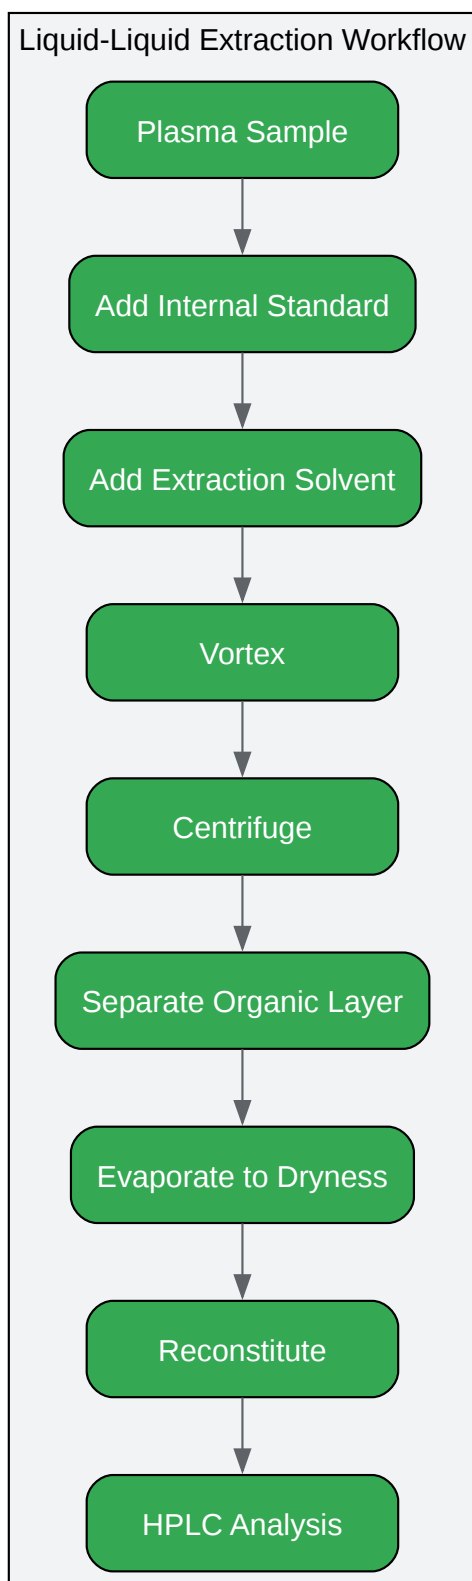 Liquid-Liquid Extraction Workflow
Plasma Sample
Add Internal Standard
Add Extraction Solvent
Vortex
Centrifuge
Separate Organic Layer
Evaporate to Dryness
Reconstitute
HPLC Analysis